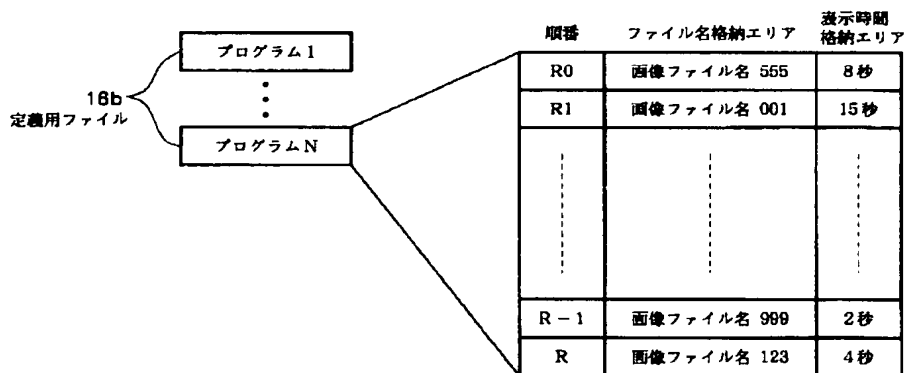 16b
定義用ファイル
プログラム1
プログラムN
順番 ファイル名格納エリア 表示時間
格納エリア
R0 画像ファイル名 555 8秒
R1 画像ファイル名 001 15秒
R-1 画像ファイル名 999 2秒
R 画像ファイル名 123 4秒